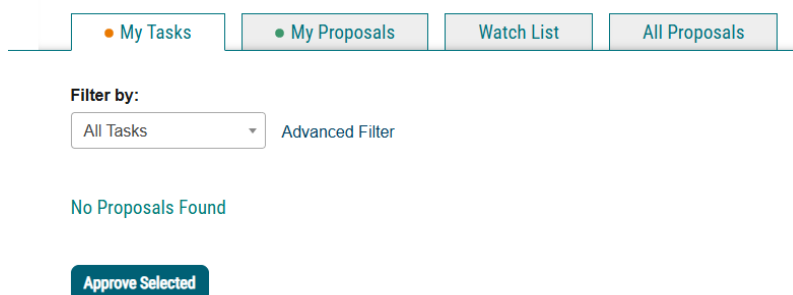 My Tasks My Proposals Watch List All Proposals
Filter by:
All Tasks Advanced Filter
No Proposals Found
Approve Selected